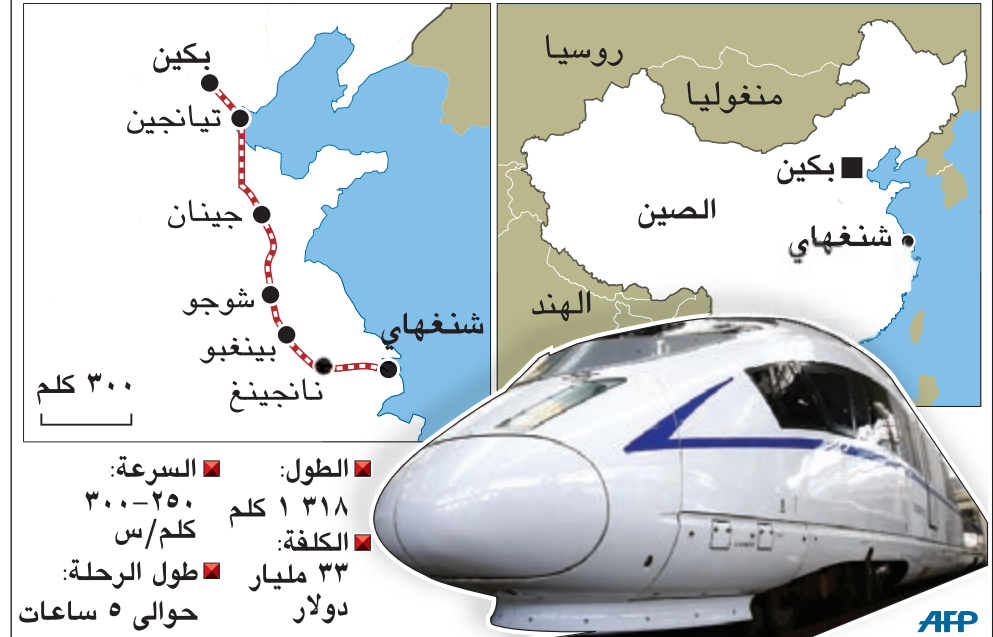 روسيا
منغوليا
بكين
الصين
شنغهاي
الهند
بكين
تيانجين
جينان
شوجو
بينغبو
نانجينغ
شنغهاي
٣٠٠ كلم
الطول:
٣١٨ ١ كلم
الكلفة:
٣٣ مليار
دولار
السرعة:
٢٥٠-٣٠٠
كلم/س
طول الرحلة:
حوالى ٥ ساعات
AFP